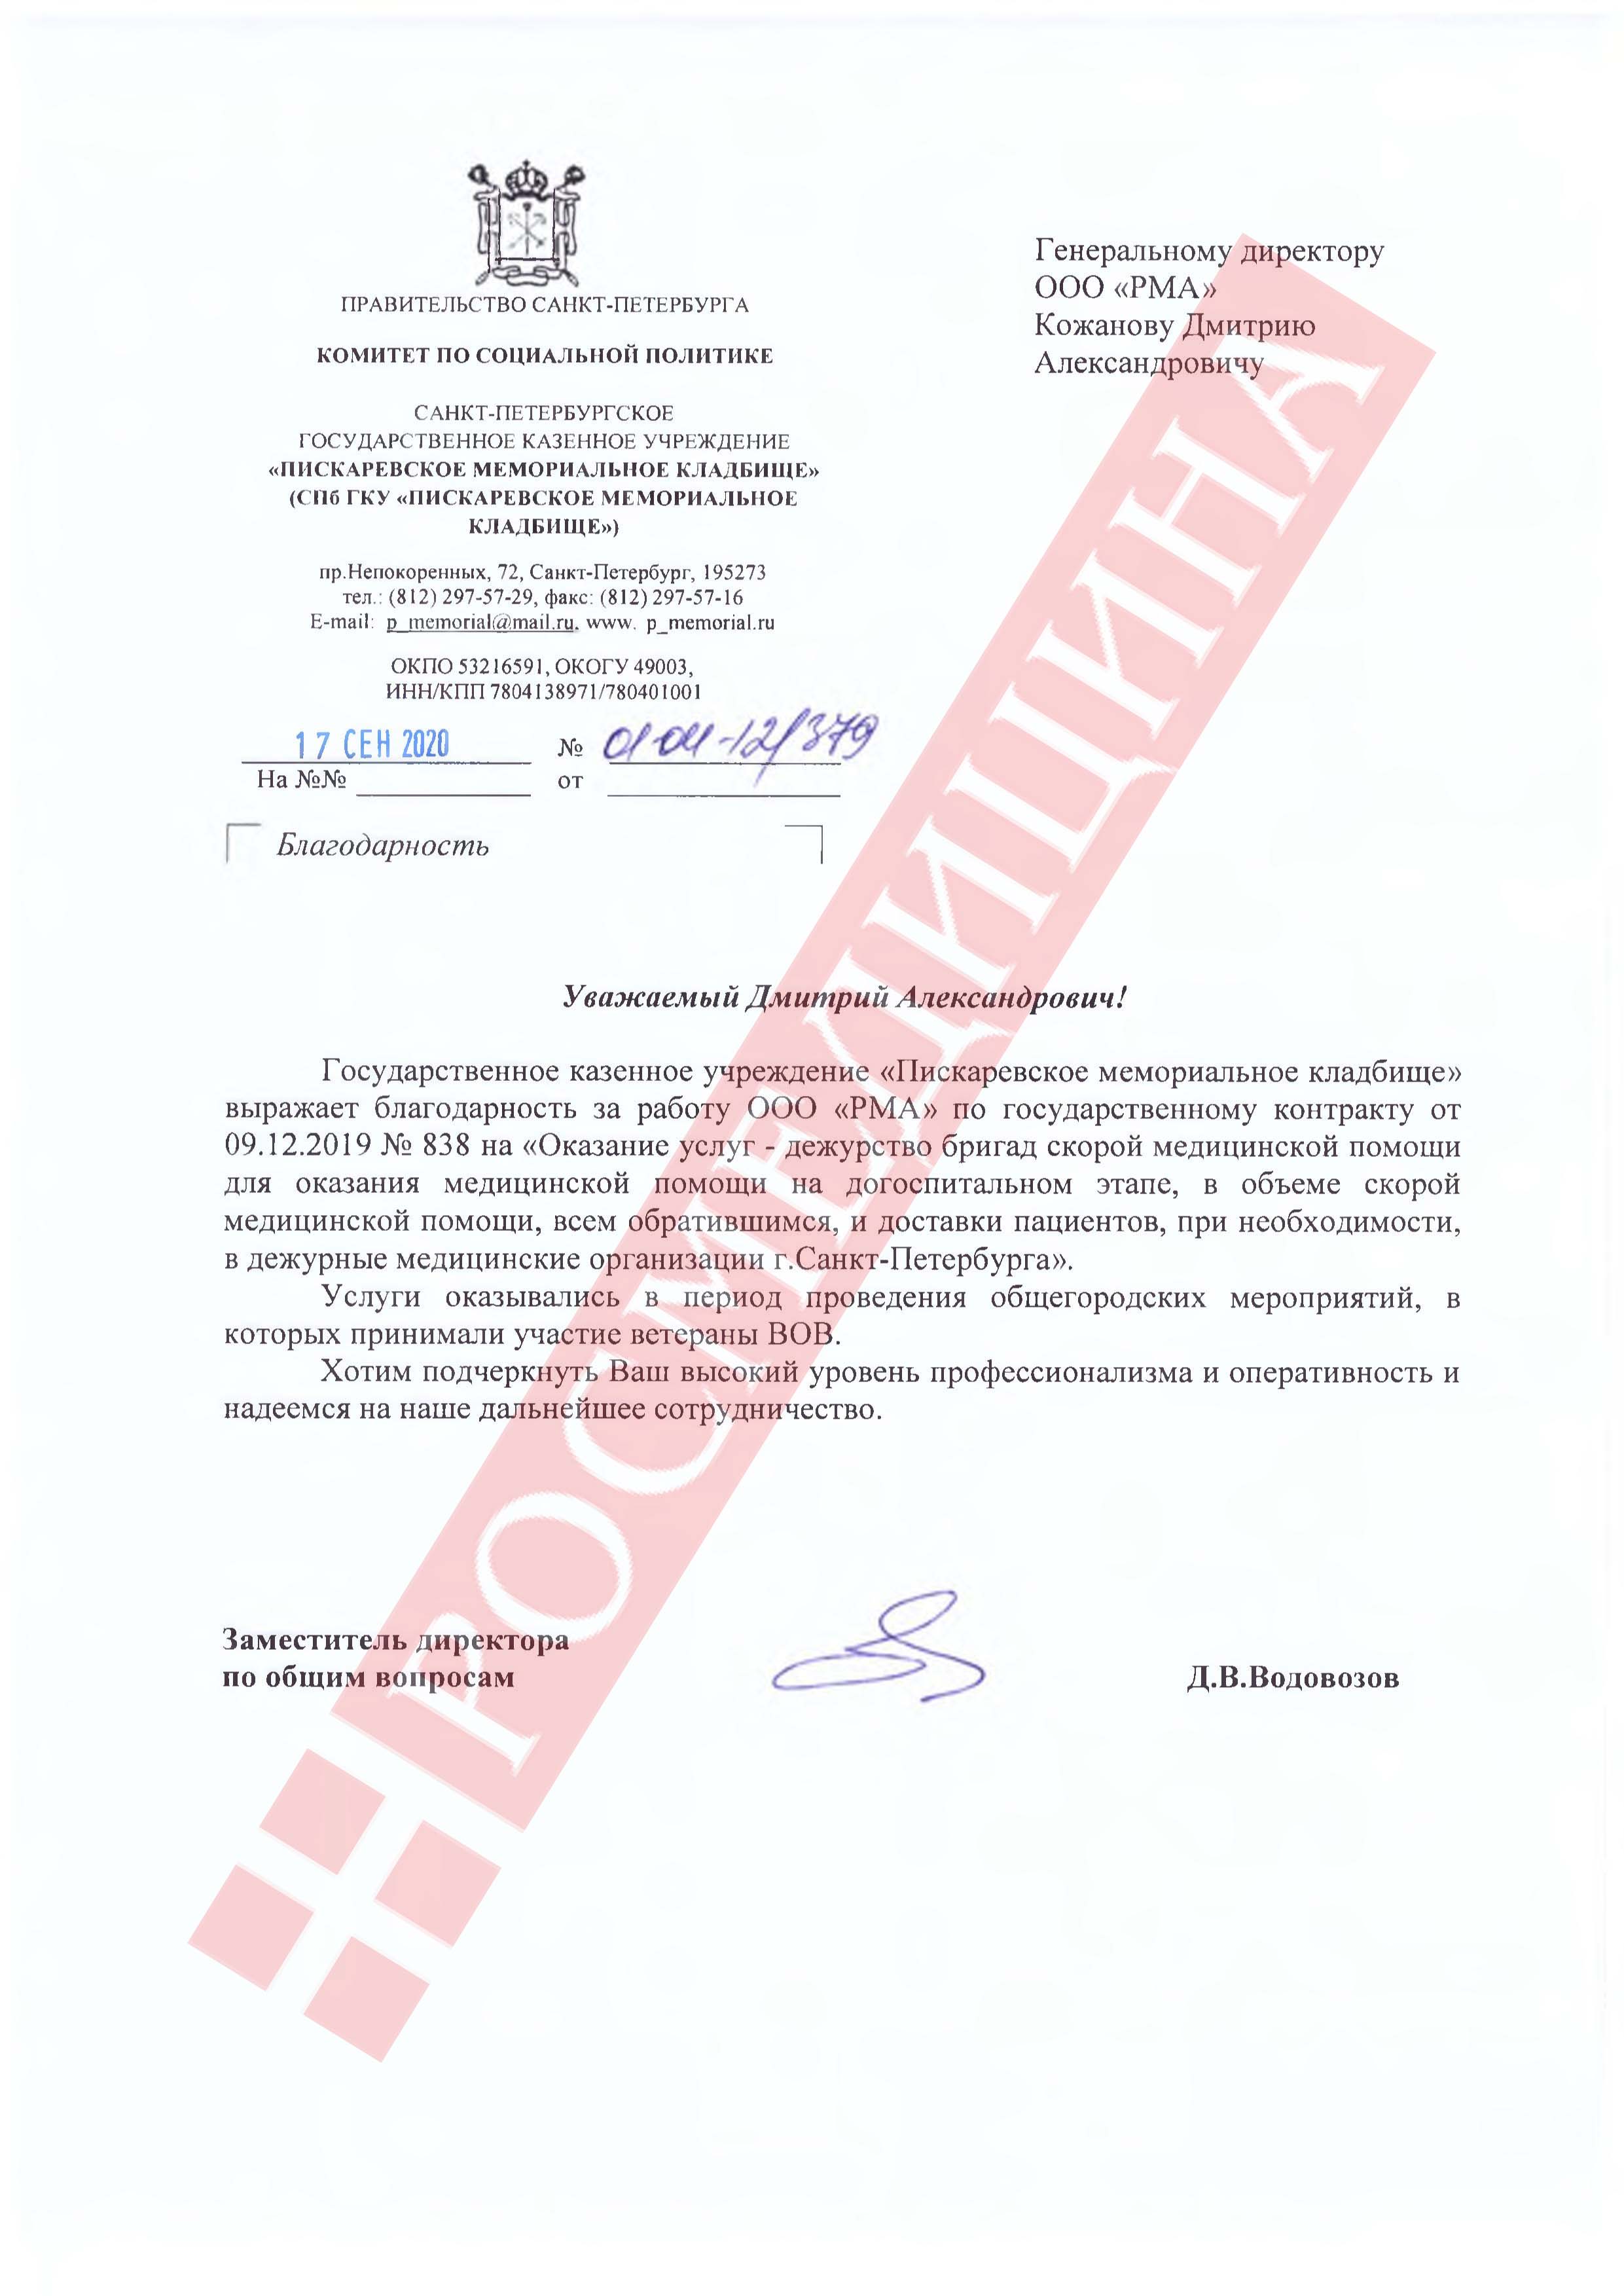 ПРАВИТЕЛЬСТВО САНКТ-ПЕТЕРБУРГА
КОМИТЕТ ПО СОЦИАЛЬНОЙ ПОЛИТИКЕ
САНКТ-ПЕТЕРБУРГСКОЕ
ГОСУДАРСТВЕННОЕ КАЗЕННОЕ УЧРЕЖДЕНИЕ
«ПИСКАРЕВСКОЕ МЕМОРИАЛЬНОЕ КЛАДБИЩЕ»
(СПб ГКУ «ПИСКАРЕВСКОЕ МЕМОРИАЛЬНОЕ
КЛАДБИЩЕ»)
пр.Непокоренных, 72, Санкт-Петербург, 195273
тел.: (812) 297-57-29, факс: (812) 297-57-16
E-mail: p_memorial@mail.ru, www. p_memorial.ru
ОКПО 53216591, ОКОГУ 49003,
ИНН/КПП 7804138971/780401001
17 СЕН 2020 № 01-04-12/379
На №№ от
Благодарность
Генеральному директору
ООО «РМА»
Кожанову Дмитрию
Александровичу
Уважаемый Дмитрий Александрович!
Государственное казенное учреждение «Пискаревское мемориальное кладбище»
выражает благодарность за работу ООО «РМА» по государственному контракту от
09.12.2019 № 838 на «Оказание услуг - дежурство бригад скорой медицинской помощи
для оказания медицинской помощи на догоспитальном этапе, в объеме скорой
медицинской помощи, всем обратившимся, и доставки пациентов, при необходимости,
в дежурные медицинские организации г.Санкт-Петербурга».
Услуги оказывались в период проведения общегородских мероприятий, в
которых принимали участие ветераны ВОВ.
Хотим подчеркнуть Ваш высокий уровень профессионализма и оперативность и
надеемся на наше дальнейшее сотрудничество.
Заместитель директора
по общим вопросам Д.В.Водовозов
РОСМЕДИЦИНА